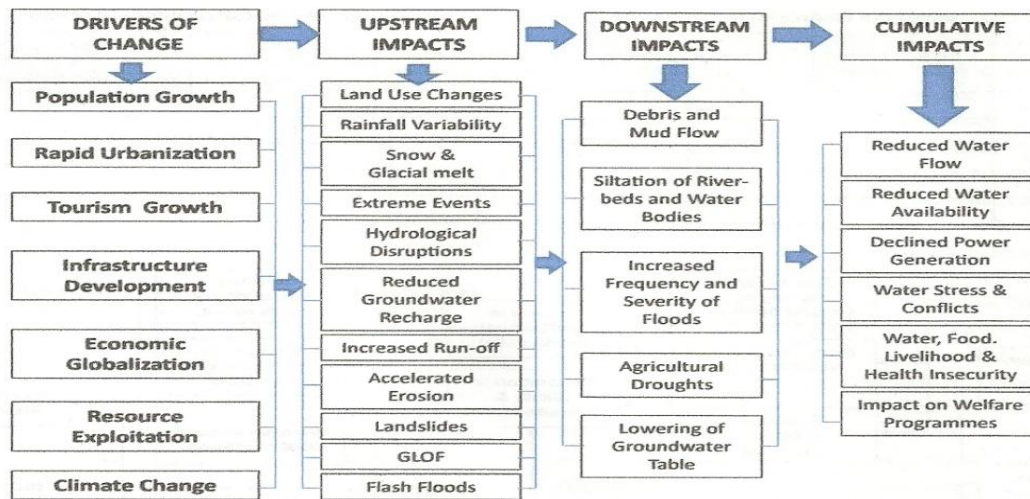 DRIVERS OF
CHANGE
Population Growth
Rapid Urbanization
Tourism Growth
Infrastructure
Development
Economic
Globalization
Resource
Exploitation
Climate Change
UPSTREAM
IMPACTS
Land Use Changes
Rainfall Variability
Snow &
Glacial melt
Extreme Events
Hydrological
Disruptions
Reduced
Groundwater
Recharge
Increased Run-off
Accelerated
Erosion
Landslides
GLOF
Flash Floods
DOWNSTREAM
IMPACTS
Debris and
Mud Flow
Siltation of River-
beds and Water
Bodies
Increased
Frequency and
Severity of
Floods
Agricultural
Droughts
Lowering of
Groundwater
Table
CUMULATIVE
IMPACTS
Reduced Water
Flow
Reduced Water
Availability
Declined Power
Generation
Water Stress &
Conflicts
Water, Food.
Livelihood &
Health Insecurity
Impact on Welfare
Programmes